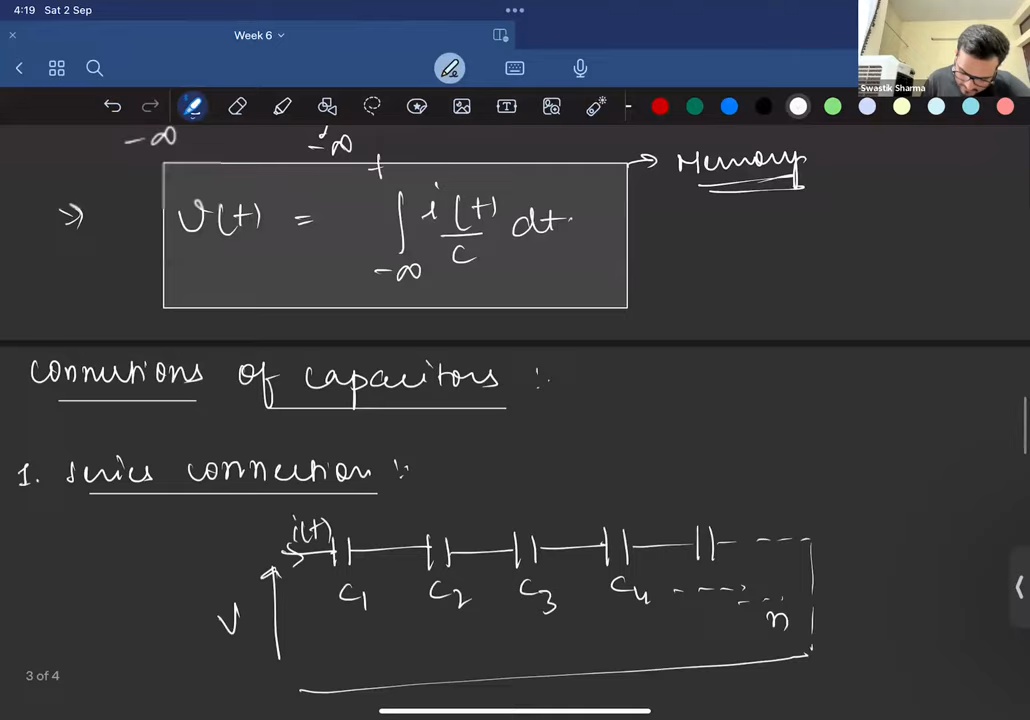 4:19 Sat 2 Sep
Week 6
Swastik Sharma
-∞ -∞
⇒ v(t) = ∫ i(t)/c dt
t
-∞
→ Memory
Connections of capacitors :
1. Series connection :
i(t)
C1 C2 C3 C4 ------ n
V
3 of 4